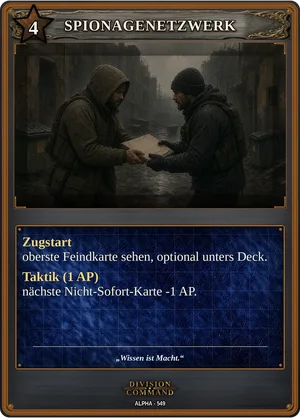 4
SPIONAGENETZWERK
Zugstart
oberste Feindkarte sehen, optional unters Deck.
Taktik (1 AP)
nächste Nicht-Sofort-Karte -1 AP.
„Wissen ist Macht.“
DIVISION
COMMAND
ALPHA - 549